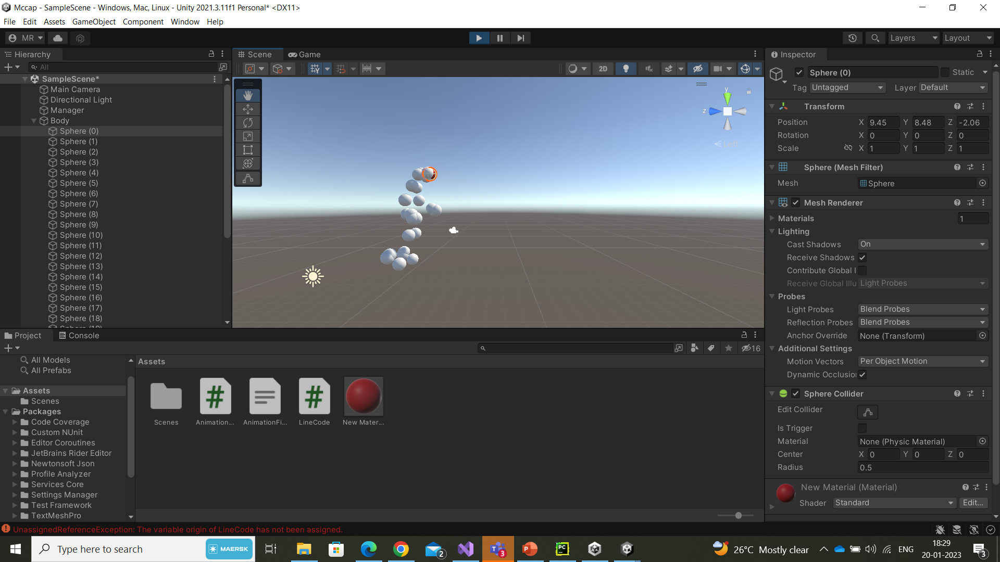 Mccap - SampleScene - Windows, Mac, Linux - Unity 2021.3.11f1 Personal* <DX11>
File Edit Assets GameObject Component Window Help
MR Layers Layout
Hierarchy
All
SampleScene*
Main Camera
Directional Light
Manager
Body
Sphere (0)
Sphere (1)
Sphere (2)
Sphere (3)
Sphere (4)
Sphere (5)
Sphere (6)
Sphere (7)
Sphere (8)
Sphere (9)
Sphere (10)
Sphere (11)
Sphere (12)
Sphere (13)
Sphere (14)
Sphere (15)
Sphere (16)
Sphere (17)
Sphere (18)
Scene Game
2D
y
z
Left
Inspector
Sphere (0) Static
Tag Untagged Layer Default
Transform
Position X 9.45 Y 8.48 Z -2.06
Rotation X 0 Y 0 Z 0
Scale X 1 Y 1 Z 1
Sphere (Mesh Filter)
Mesh Sphere
Mesh Renderer
Materials 1
Lighting
Cast Shadows On
Receive Shadows
Contribute Global I
Receive Global Illu Light Probes
Probes
Light Probes Blend Probes
Reflection Probes Blend Probes
Anchor Override None (Transform)
Additional Settings
Motion Vectors Per Object Motion
Dynamic Occlusio
Sphere Collider
Edit Collider
Is Trigger
Material None (Physic Material)
Center X 0 Y 0 Z 0
Radius 0.5
New Material (Material)
Shader Standard Edit...
Project Console
16
All Models
All Prefabs
Assets
Scenes
Packages
Code Coverage
Custom NUnit
Editor Coroutines
JetBrains Rider Editor
Newtonsoft Json
Profile Analyzer
Services Core
Settings Manager
Test Framework
TextMeshPro
Assets
Scenes Animation... AnimationFi... LineCode New Mater...
UnassignedReferenceException: The variable origin of LineCode has not been assigned.
Type here to search MAERSK 2 3 P PC 26°C Mostly clear ENG 18:29
20-01-2023 3